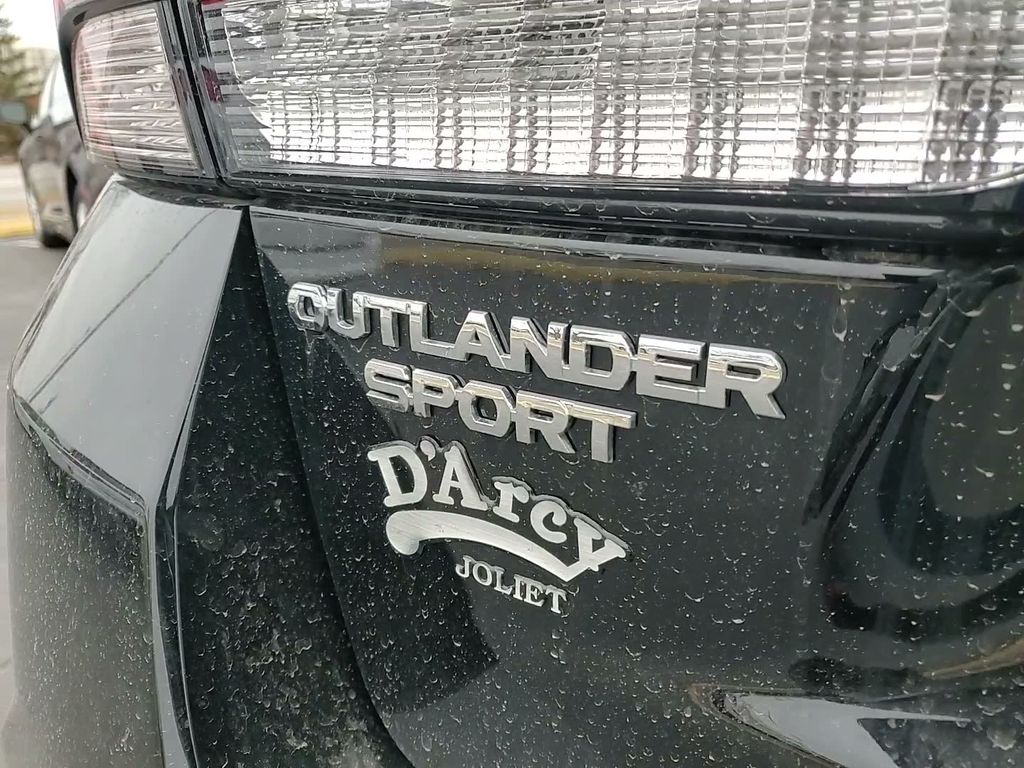 OUTLANDER
SPORT
D'Arcy
JOLIET